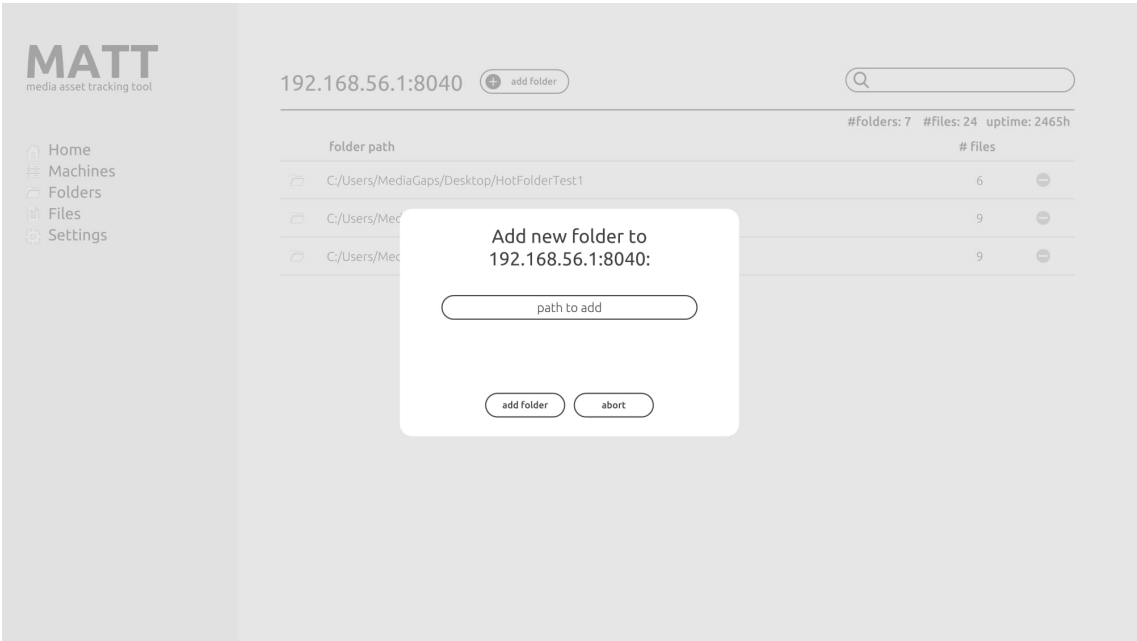 MATT
media asset tracking tool
Home
Machines
Folders
Files
Settings
192.168.56.1:8040 add folder
#folders: 7 #files: 24 uptime: 2465h
folder path # files
C:/Users/MediaGaps/Desktop/HotFolderTest1 6
C:/Users/Med 9
C:/Users/Med 9
Add new folder to
192.168.56.1:8040:
path to add
add folder abort